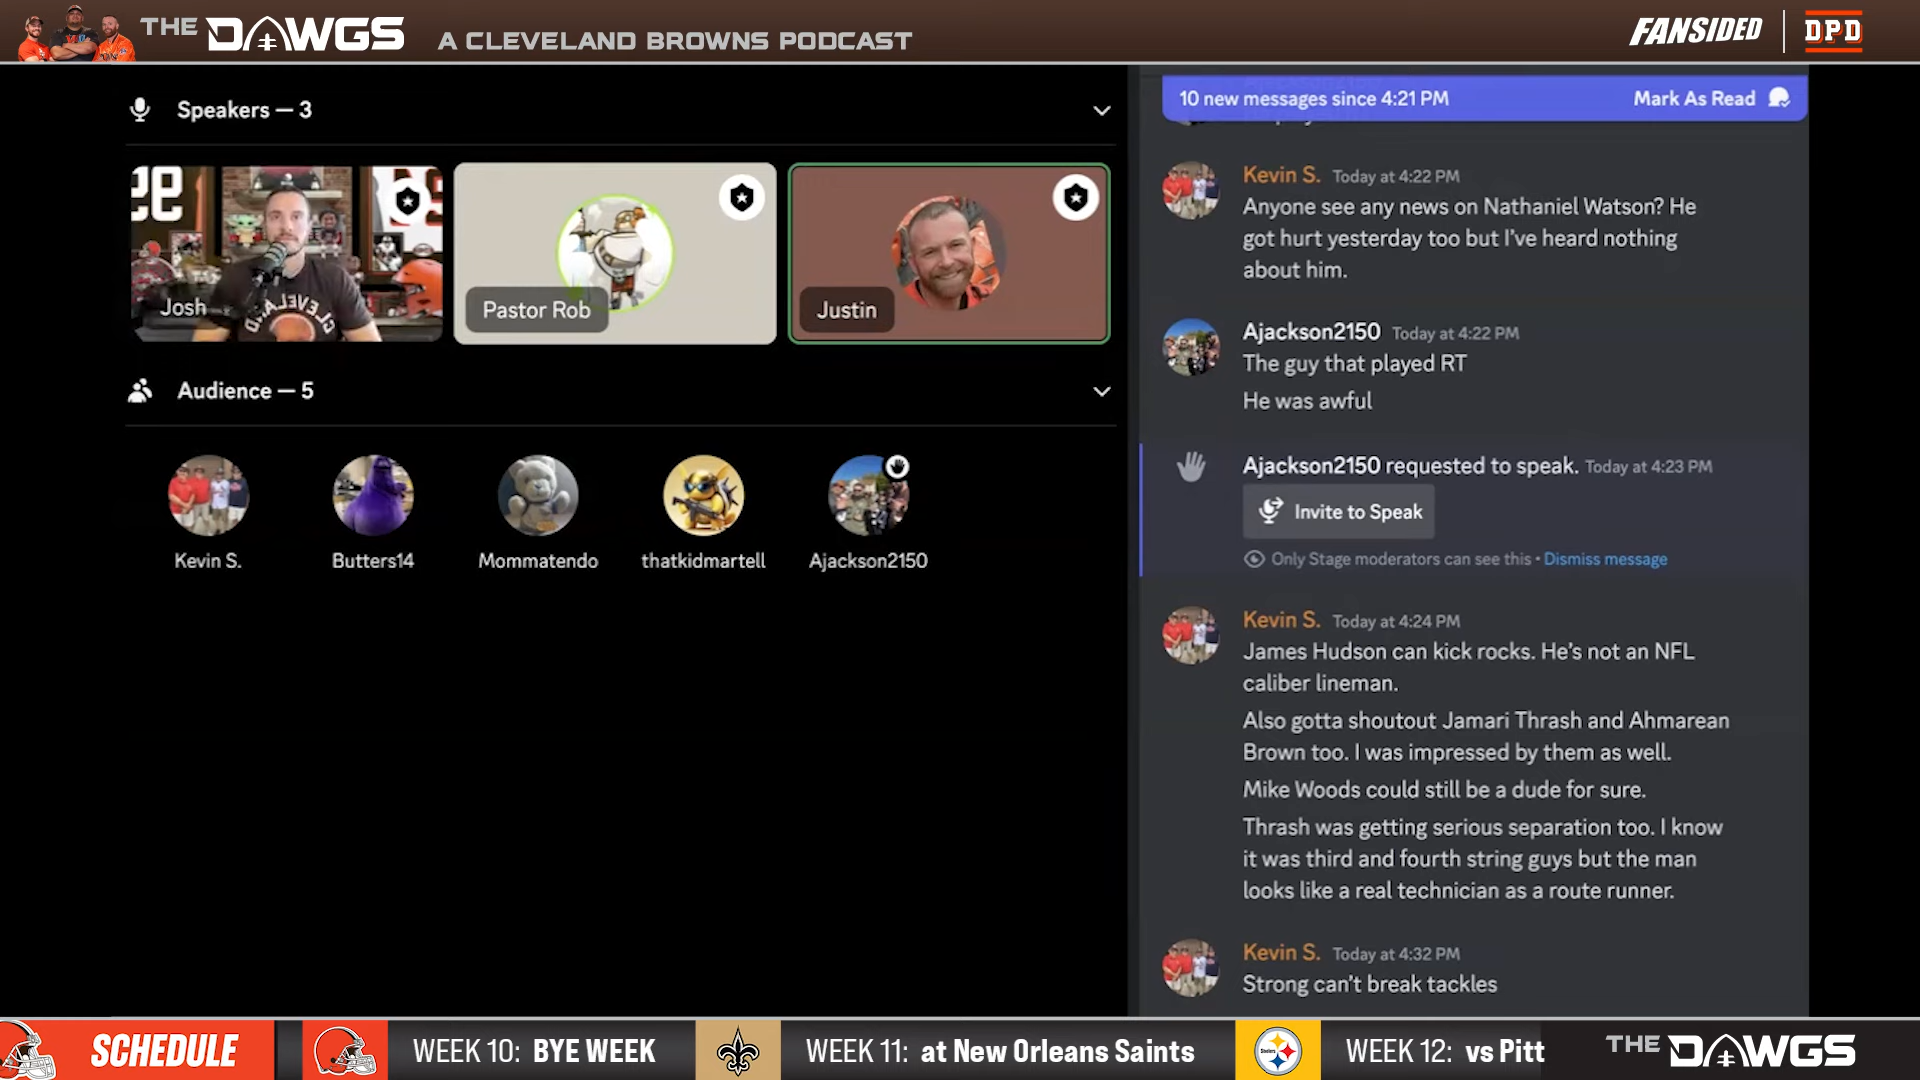 THE DAWGS A CLEVELAND BROWNS PODCAST
FANSIDED DPD
Speakers — 3
ee
Josh
CLEVELAND
Pastor Rob
Justin
Audience — 5
Kevin S.
Butters14
Mommatendo
thatkidmartell
Ajackson2150
10 new messages since 4:21 PM Mark As Read
Kevin S. Today at 4:22 PM
Anyone see any news on Nathaniel Watson? He
got hurt yesterday too but I've heard nothing
about him.
Ajackson2150 Today at 4:22 PM
The guy that played RT
He was awful
Ajackson2150 requested to speak. Today at 4:23 PM
Invite to Speak
Only Stage moderators can see this • Dismiss message
Kevin S. Today at 4:24 PM
James Hudson can kick rocks. He's not an NFL
caliber lineman.
Also gotta shoutout Jamari Thrash and Ahmarean
Brown too. I was impressed by them as well.
Mike Woods could still be a dude for sure.
Thrash was getting serious separation too. I know
it was third and fourth string guys but the man
looks like a real technician as a route runner.
Kevin S. Today at 4:32 PM
Strong can't break tackles
SCHEDULE WEEK 10: BYE WEEK WEEK 11: at New Orleans Saints Steelers WEEK 12: vs Pitt THE DAWGS